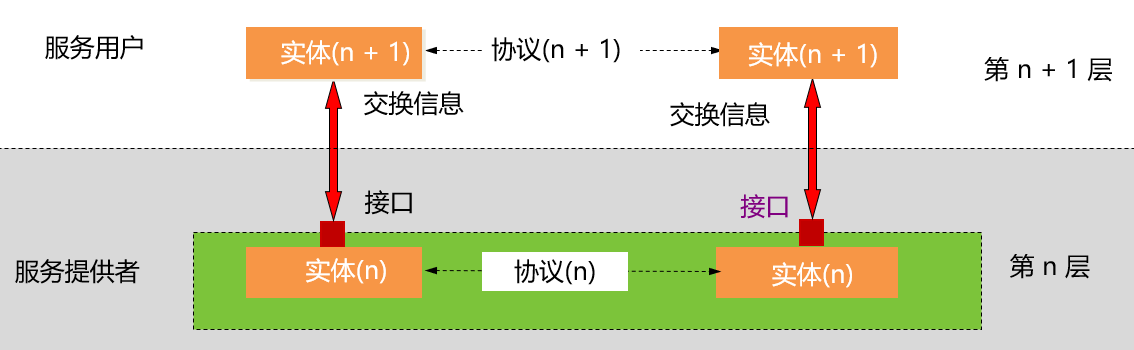 服务用户
实体(n + 1)
协议(n + 1)
实体(n + 1)
第 n + 1 层
交换信息
交换信息
接口
接口
服务提供者
实体(n)
协议(n)
实体(n)
第 n 层